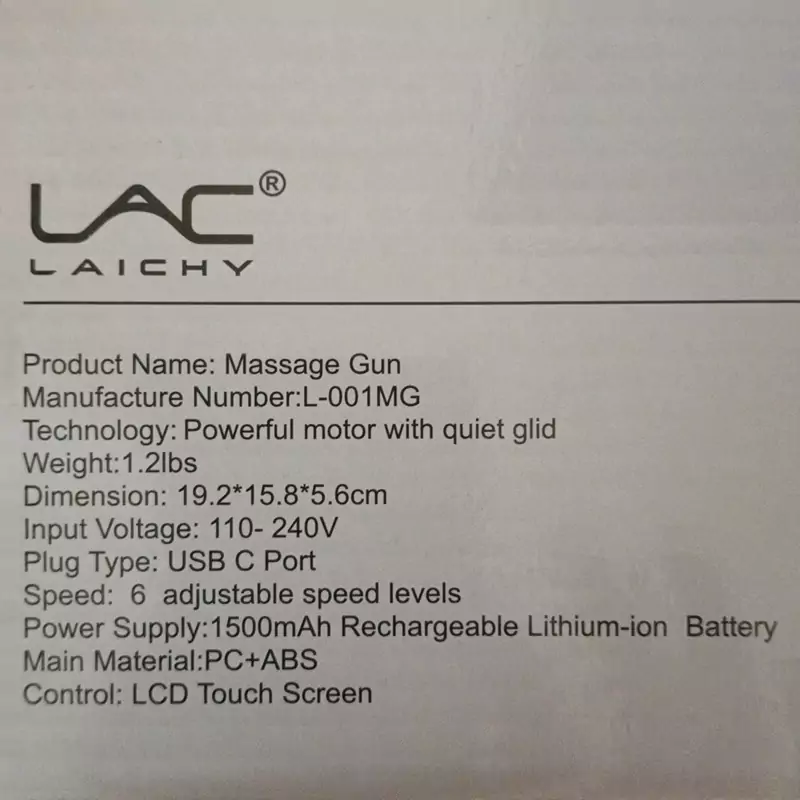 LAC®
LAICHY
Product Name: Massage Gun
Manufacture Number:L-001MG
Technology: Powerful motor with quiet glid
Weight:1.2lbs
Dimension: 19.2*15.8*5.6cm
Input Voltage: 110- 240V
Plug Type: USB C Port
Speed: 6 adjustable speed levels
Power Supply:1500mAh Rechargeable Lithium-ion Battery
Main Material:PC+ABS
Control: LCD Touch Screen